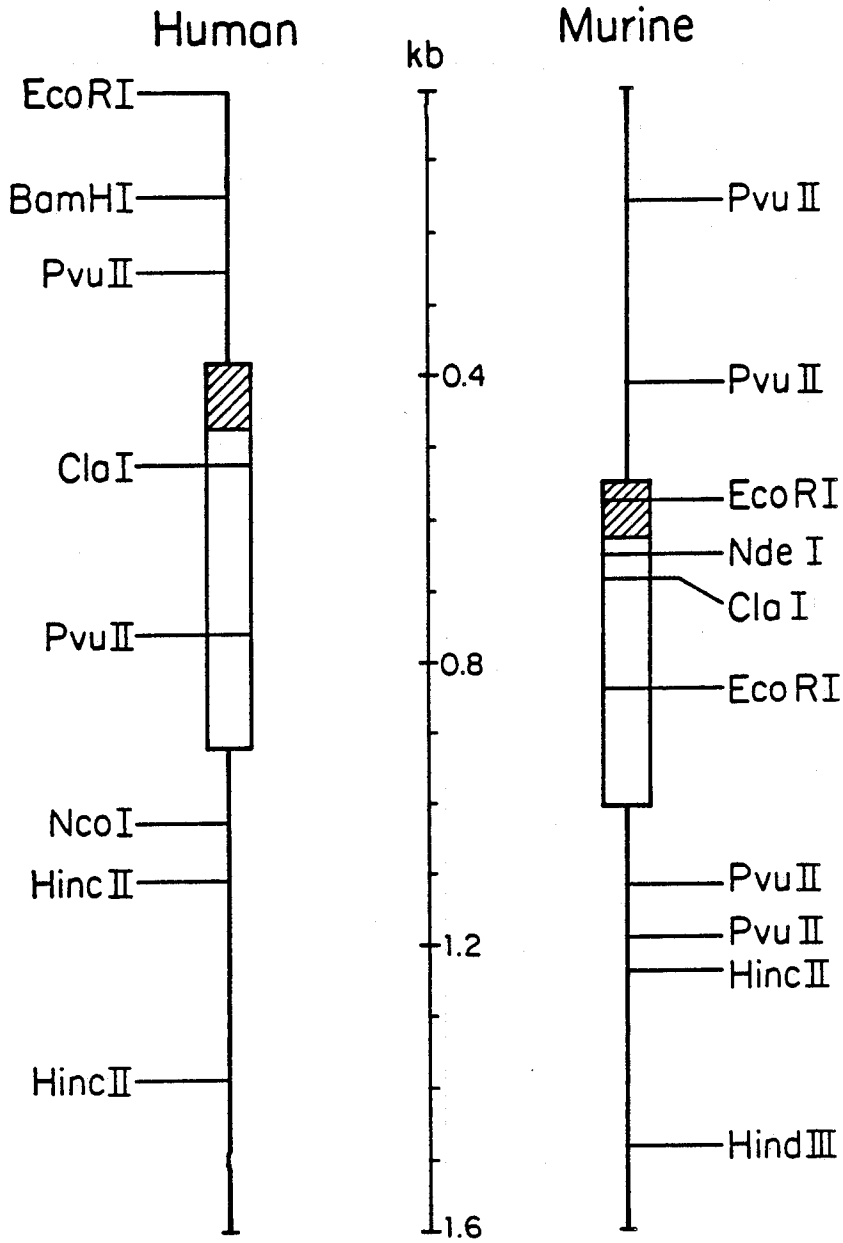 Human
kb
Murine
EcoRI
BamHI
PvuII
ClaI
PvuII
NcoI
HincII
HincII
0.4
0.8
1.2
1.6
PvuII
PvuII
EcoRI
NdeI
ClaI
EcoRI
PvuII
PvuII
HincII
HindIII